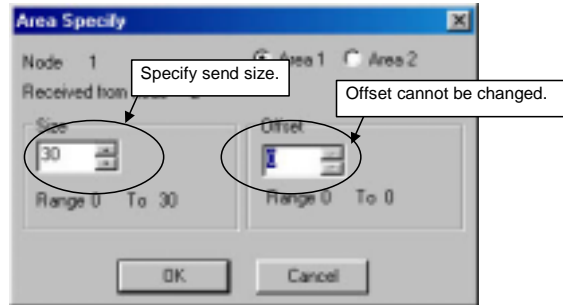 Area Specify
Node 1
Area 1 Area 2
Specify send size.
Received from
Offset cannot be changed.
Size
Offset
30
0
Range 0 To 30
Range 0 To 0
OK
Cancel